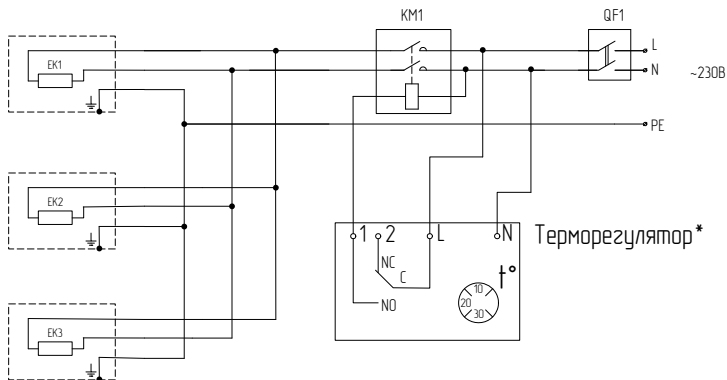 KM1
QF1
L
N
~230В
PE
EK1
EK2
EK3
1 2 L N
Терморегулятор*
NC
C
NO
t°
10
20
30